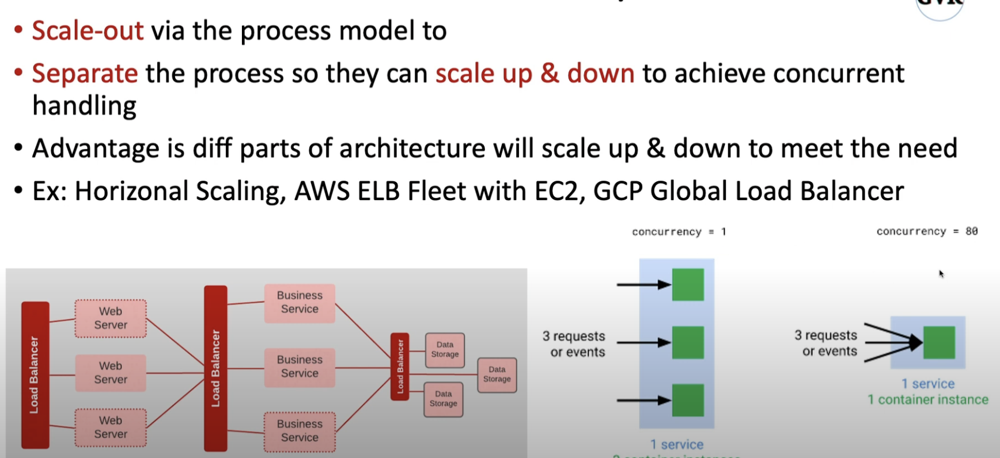 GVR
• Scale-out via the process model to
• Separate the process so they can scale up & down to achieve concurrent
handling
• Advantage is diff parts of architecture will scale up & down to meet the need
• Ex: Horizonal Scaling, AWS ELB Fleet with EC2, GCP Global Load Balancer
Load Balancer
Web
Server
Web
Server
Web
Server
Load Balancer
Business
Service
Business
Service
Business
Service
Load Balancer
Data
Storage
Data
Storage
Data
Storage
concurrency = 1
3 requests
or events
1 service
concurrency = 80
3 requests
or events
1 service
1 container instance